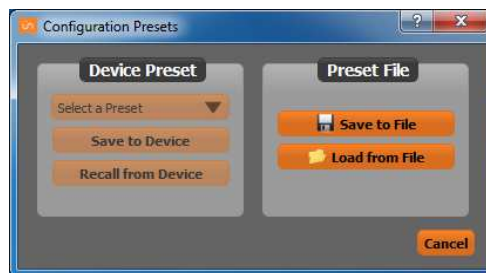 Configuration Presets
?
X
Device Preset
Select a Preset
Save to Device
Recall from Device
Preset File
Save to File
Load from File
Cancel